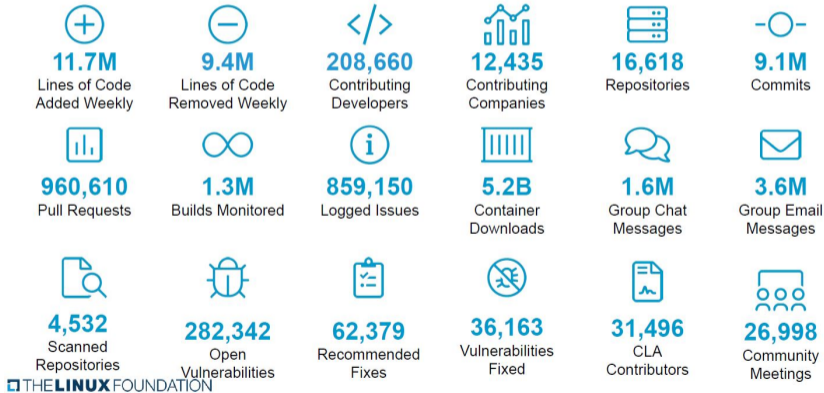 11.7M
Lines of Code
Added Weekly
9.4M
Lines of Code
Removed Weekly
208,660
Contributing
Developers
12,435
Contributing
Companies
16,618
Repositories
9.1M
Commits
960,610
Pull Requests
1.3M
Builds Monitored
859,150
Logged Issues
5.2B
Container
Downloads
1.6M
Group Chat
Messages
3.6M
Group Email
Messages
4,532
Scanned
Repositories
282,342
Open
Vulnerabilities
62,379
Recommended
Fixes
36,163
Vulnerabilities
Fixed
31,496
CLA
Contributors
26,998
Community
Meetings
THE LINUX FOUNDATION